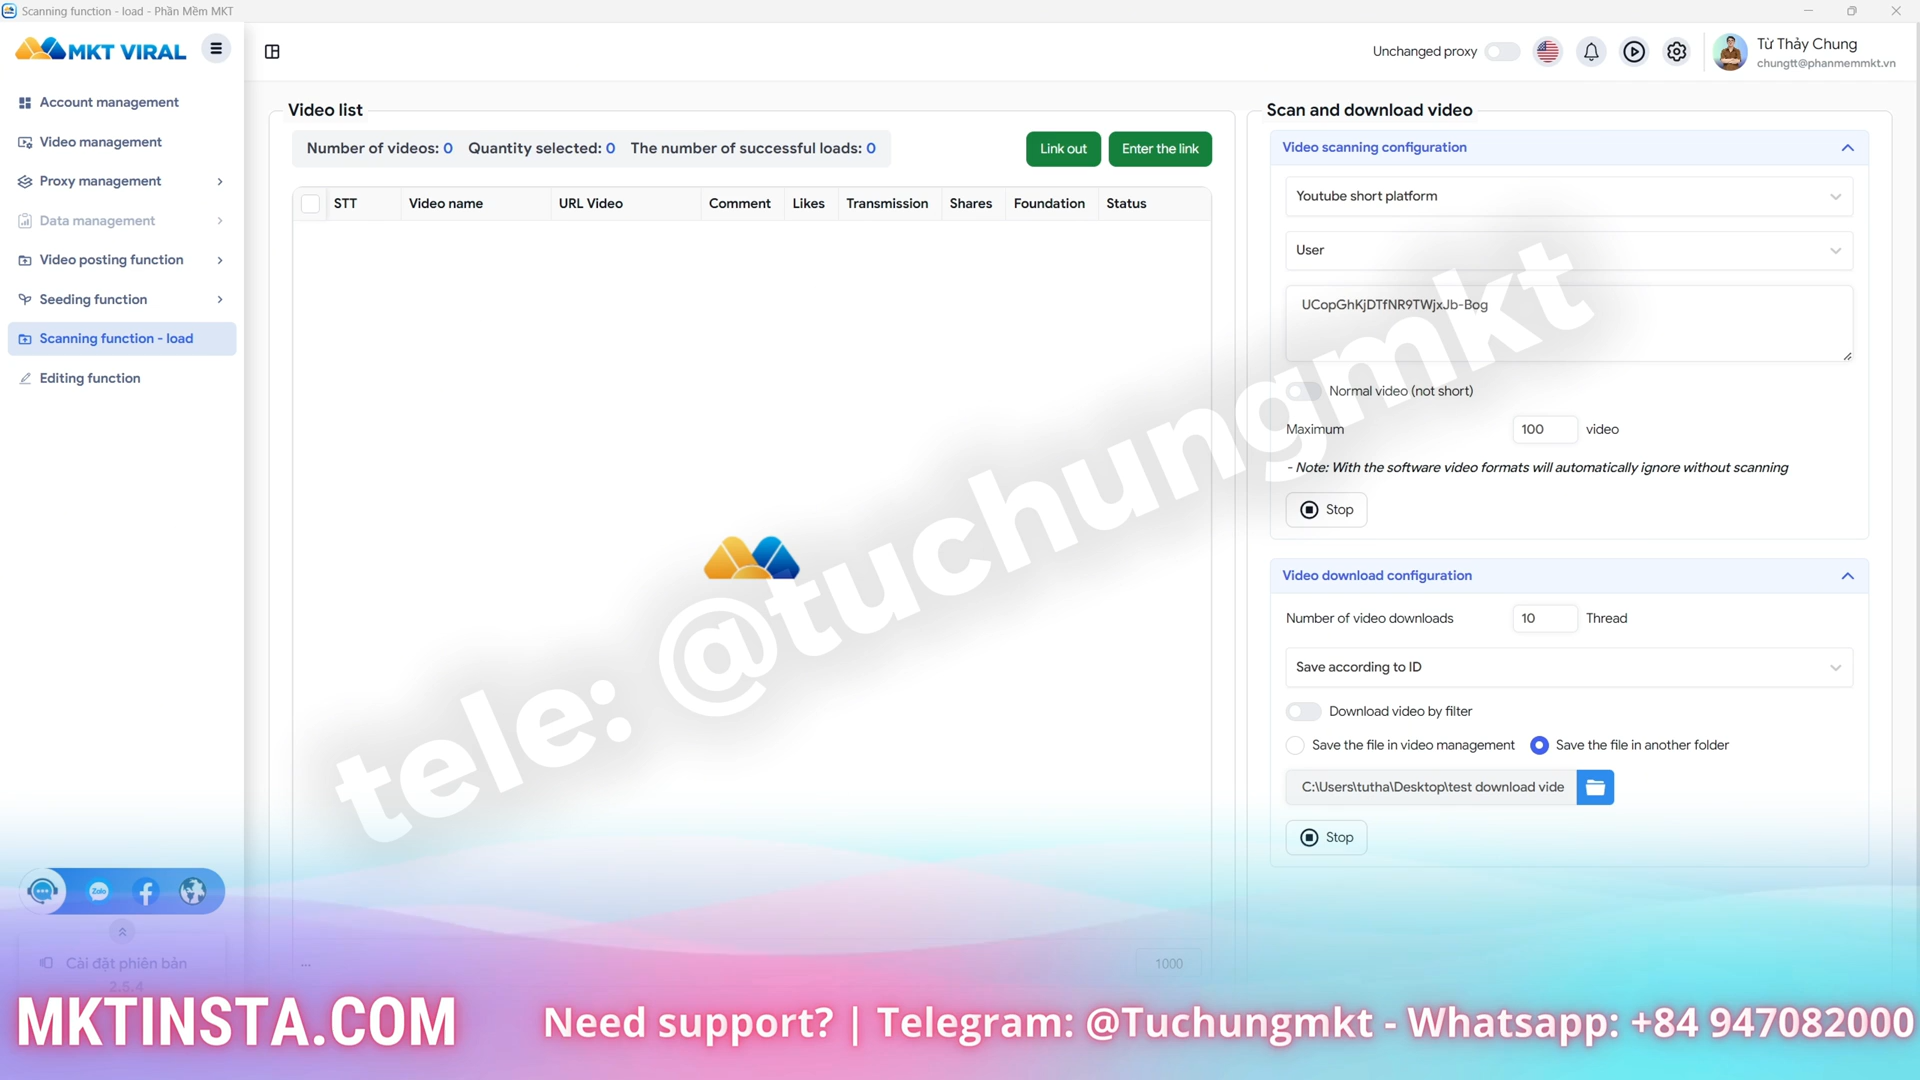 Scanning function - load - Phần Mềm MKT
MKT VIRAL
Unchanged proxy
Từ Thảy Chung
chungtt@phanmemmkt.vn
Account management
Video management
Proxy management
Data management
Video posting function
Seeding function
Scanning function - load
Editing function
Video list
Number of videos: 0 Quantity selected: 0 The number of successful loads: 0
Link out
Enter the link
STT Video name URL Video Comment Likes Transmission Shares Foundation Status
...
1000
Scan and download video
Video scanning configuration
Youtube short platform
User
UCopGhKjDTfNR9TWjxJb-Bog
Normal video (not short)
Maximum 100 video
- Note: With the software video formats will automatically ignore without scanning
Stop
Video download configuration
Number of video downloads 10 Thread
Save according to ID
Download video by filter
Save the file in video management Save the file in another folder
C:\Users\tutha\Desktop\test download vide
Stop
tele: @tuchungmkt
Zalo
Cài đặt phiên bản
2.5.4
MKTINSTA.COM
Need support? | Telegram: @Tuchungmkt - Whatsapp: +84 947082000